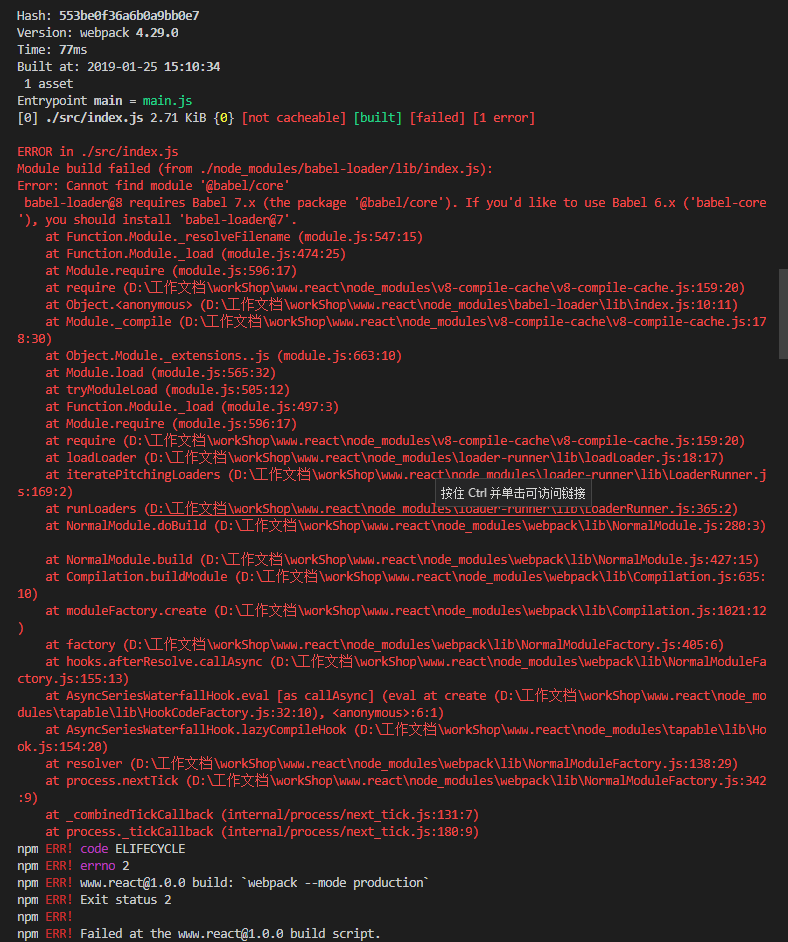 Hash: 553be0f36a6b0a9bb0e7
Version: webpack 4.29.0
Time: 77ms
Built at: 2019-01-25 15:10:34
 1 asset
Entrypoint main = main.js
[0] ./src/index.js 2.71 KiB {0} [not cacheable] [built] [failed] [1 error]

ERROR in ./src/index.js
Module build failed (from ./node_modules/babel-loader/lib/index.js):
Error: Cannot find module '@babel/core'
 babel-loader@8 requires Babel 7.x (the package '@babel/core'). If you'd like to use Babel 6.x ('babel-core
'), you should install 'babel-loader@7'.
    at Function.Module._resolveFilename (module.js:547:15)
    at Function.Module._load (module.js:474:25)
    at Module.require (module.js:596:17)
    at require (D:\工作文档\workShop\www.react\node_modules\v8-compile-cache\v8-compile-cache.js:159:20)
    at Object.<anonymous> (D:\工作文档\workShop\www.react\node_modules\babel-loader\lib\index.js:10:11)
    at Module._compile (D:\工作文档\workShop\www.react\node_modules\v8-compile-cache\v8-compile-cache.js:17
8:30)
    at Object.Module._extensions..js (module.js:663:10)
    at Module.load (module.js:565:32)
    at tryModuleLoad (module.js:505:12)
    at Function.Module._load (module.js:497:3)
    at Module.require (module.js:596:17)
    at require (D:\工作文档\workShop\www.react\node_modules\v8-compile-cache\v8-compile-cache.js:159:20)
    at loadLoader (D:\工作文档\workShop\www.react\node_modules\loader-runner\lib\loadLoader.js:18:17)
    at iteratePitchingLoaders (D:\工作文档\workShop\www.react\node_modules\loader-runner\lib\LoaderRunner.j
s:169:2)
按住 Ctrl 并单击可访问链接
    at runLoaders (D:\工作文档\workShop\www.react\node_modules\loader-runner\lib\LoaderRunner.js:365:2)
    at NormalModule.doBuild (D:\工作文档\workShop\www.react\node_modules\webpack\lib\NormalModule.js:280:3)

    at NormalModule.build (D:\工作文档\workShop\www.react\node_modules\webpack\lib\NormalModule.js:427:15)
    at Compilation.buildModule (D:\工作文档\workShop\www.react\node_modules\webpack\lib\Compilation.js:635:
10)
    at moduleFactory.create (D:\工作文档\workShop\www.react\node_modules\webpack\lib\Compilation.js:1021:12
)
    at factory (D:\工作文档\workShop\www.react\node_modules\webpack\lib\NormalModuleFactory.js:405:6)
    at hooks.afterResolve.callAsync (D:\工作文档\workShop\www.react\node_modules\webpack\lib\NormalModuleFa
ctory.js:155:13)
    at AsyncSeriesWaterfallHook.eval [as callAsync] (eval at create (D:\工作文档\workShop\www.react\node_mo
dules\tapable\lib\HookCodeFactory.js:32:10), <anonymous>:6:1)
    at AsyncSeriesWaterfallHook.lazyCompileHook (D:\工作文档\workShop\www.react\node_modules\tapable\lib\Ho
ok.js:154:20)
    at resolver (D:\工作文档\workShop\www.react\node_modules\webpack\lib\NormalModuleFactory.js:138:29)
    at process.nextTick (D:\工作文档\workShop\www.react\node_modules\webpack\lib\NormalModuleFactory.js:342
:9)
    at _combinedTickCallback (internal/process/next_tick.js:131:7)
    at process._tickCallback (internal/process/next_tick.js:180:9)
npm ERR! code ELIFECYCLE
npm ERR! errno 2
npm ERR! www.react@1.0.0 build: `webpack --mode production`
npm ERR! Exit status 2
npm ERR!
npm ERR! Failed at the www.react@1.0.0 build script.